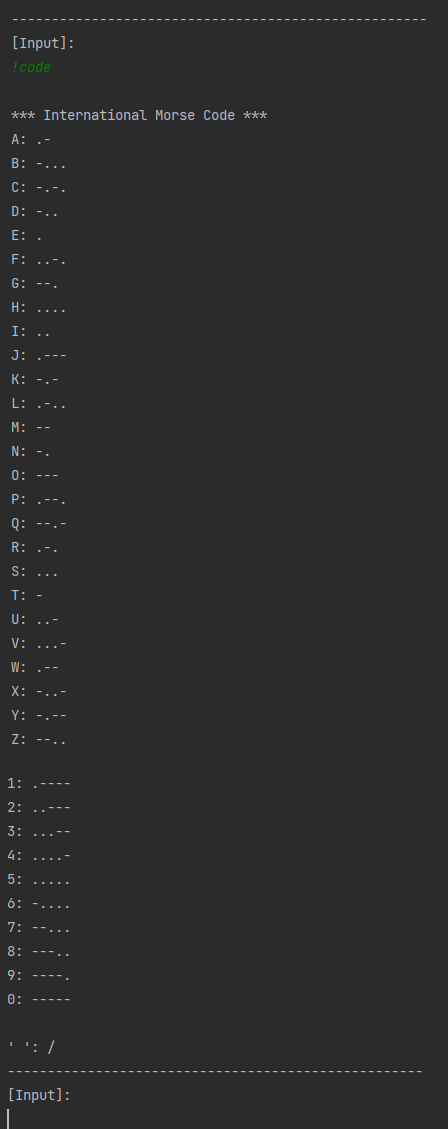 ----------------------------------------------------
[Input]:
!code
*** International Morse Code ***
A: .-
B: -...
C: -.-.
D: -..
E: .
F: ..-.
G: --.
H: ....
I: ..
J: .---
K: -.-
L: .-..
M: --
N: -.
O: ---
P: .--.
Q: --.-
R: .-.
S: ...
T: -
U: ..-
V: ...-
W: .--
X: -..-
Y: -.--
Z: --..
1: .----
2: ..---
3: ...--
4: ....-
5: .....
6: -....
7: --...
8: ---..
9: ----.
0: -----
' ': /
----------------------------------------------------
[Input]: